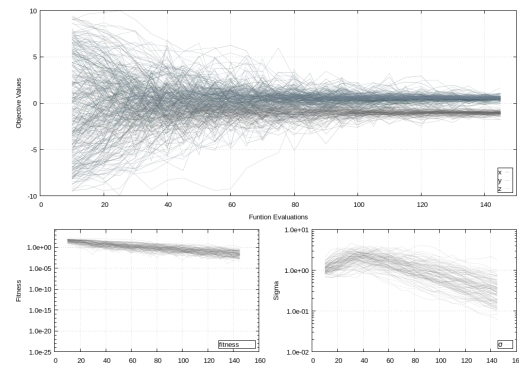 10
5
0
-5
-10
Objective Values
0
20
40
60
80
100
120
140
Funtion Evaluations
x
y
z
1.0e+00
1.0e-05
1.0e-10
1.0e-15
1.0e-20
1.0e-25
Fitness
0 20 40 60 80 100 120 140 160
fitness
1.0e+01
1.0e+00
1.0e-01
1.0e-02
Sigma
0 20 40 60 80 100 120 140 160
σ